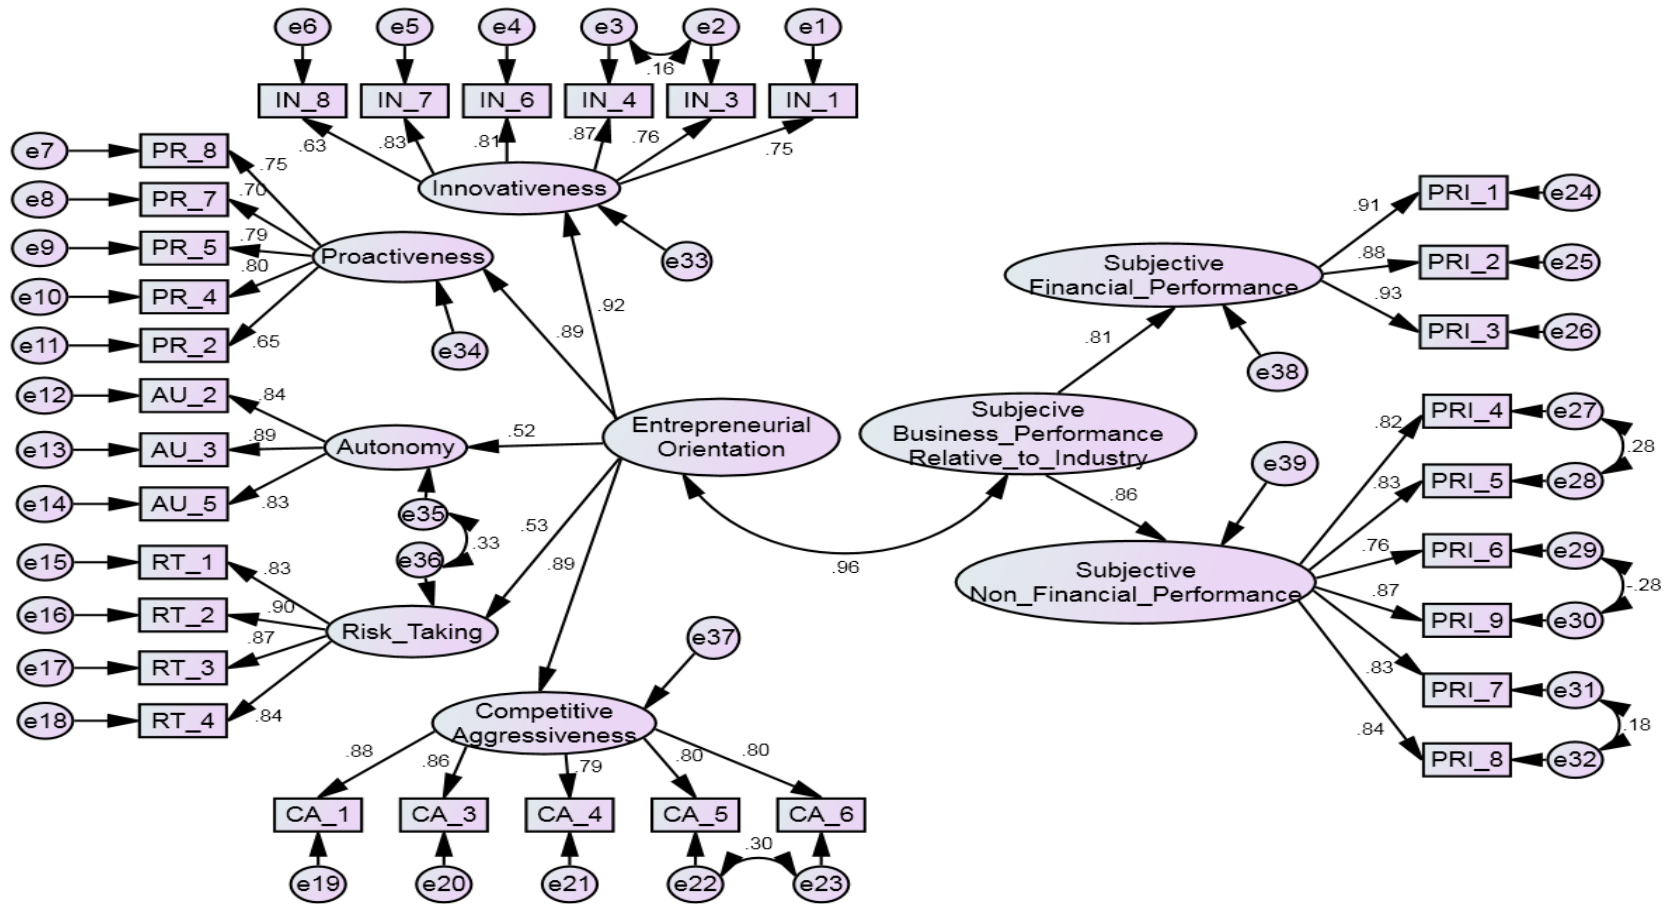 e6 e5 e4 e3 e2 e1
.16
IN_8 IN_7 IN_6 IN_4 IN_3 IN_1
.63 .83 .81 .87 .76 .75
Innovativeness
e33
e7 PR_8 .75
e8 PR_7 .70
e9 PR_5 .79
e10 PR_4 .80
e11 PR_2 .65
Proactiveness
e34
.92
.89
e12 AU_2 .84
e13 AU_3 .89
e14 AU_5 .83
Autonomy
.52
e35
e36
.33
.53
.89
e15 RT_1 .83
e16 RT_2 .90
e17 RT_3 .87
e18 RT_4 .84
Risk_Taking
Entrepreneurial
Orientation
e37
Competitive
Aggressiveness
.88 .86 .79 .80 .80
CA_1 CA_3 CA_4 CA_5 CA_6
.30
e19 e20 e21 e22 e23
.96
Subjecive
Business_Performance
Relative_to_Industry
.81
.86
Subjective
Financial_Performance
e38
.91 PRI_1 e24
.88 PRI_2 e25
.93 PRI_3 e26
e39
Subjective
Non_Financial_Performance
.82 PRI_4 e27
.28
.83 PRI_5 e28
.76 PRI_6 e29
-.28
.87 PRI_9 e30
.83 PRI_7 e31
.18
.84 PRI_8 e32